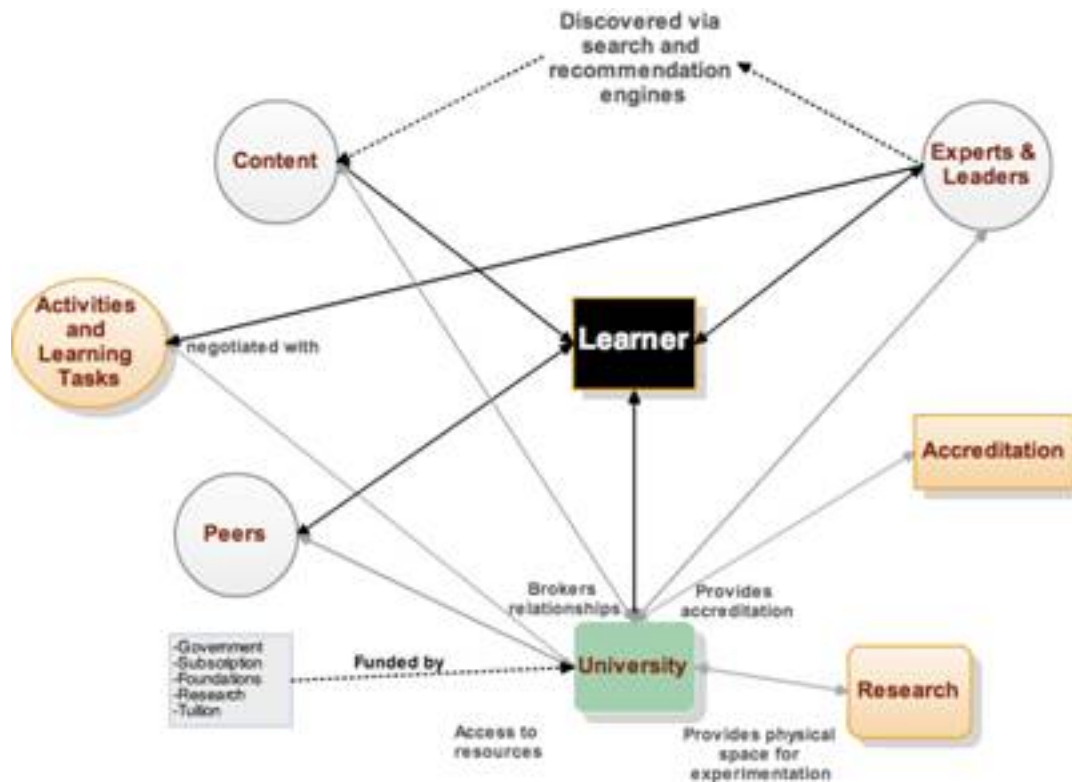 Discovered via
search and
recommendation
engines
Content
Experts &
Leaders
Activities
and
Learning
Tasks
negotiated with
Learner
Accreditation
Peers
Brokers
relationships
Provides
accreditation
-Government
-Subscription
-Foundations
-Research
-Tuition
Funded by
University
Research
Access to
resources
Provides physical
space for
experimentation